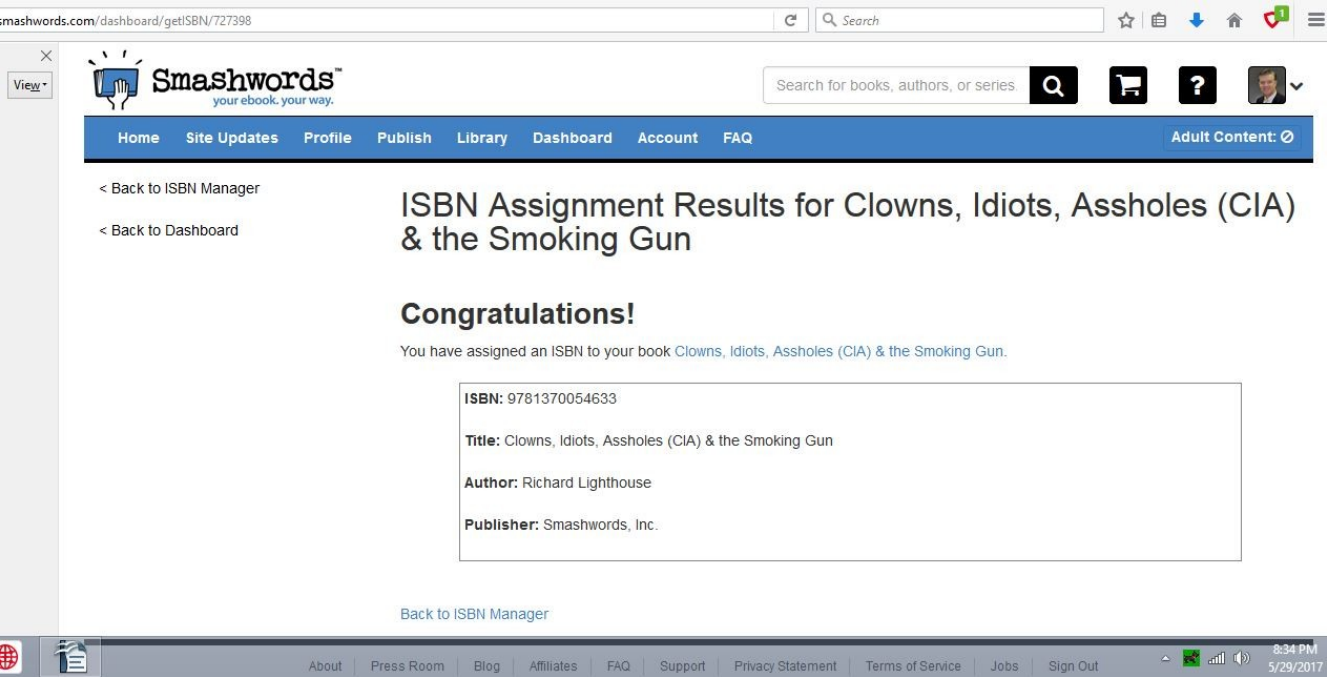 smashwords.com/dashboard/getISBN/727398
Search
1
View
Smashwords™
your ebook. your way.
Search for books, authors, or series.
?
Home Site Updates Profile Publish Library Dashboard Account FAQ
Adult Content:
< Back to ISBN Manager
< Back to Dashboard
ISBN Assignment Results for Clowns, Idiots, Assholes (CIA)
& the Smoking Gun
Congratulations!
You have assigned an ISBN to your book Clowns, Idiots, Assholes (CIA) & the Smoking Gun.
ISBN: 9781370054633
Title: Clowns, Idiots, Assholes (CIA) & the Smoking Gun
Author: Richard Lighthouse
Publisher: Smashwords, Inc.
Back to ISBN Manager
About Press Room Blog Affiliates FAQ Support Privacy Statement Terms of Service Jobs Sign Out
8:34 PM
5/29/2017